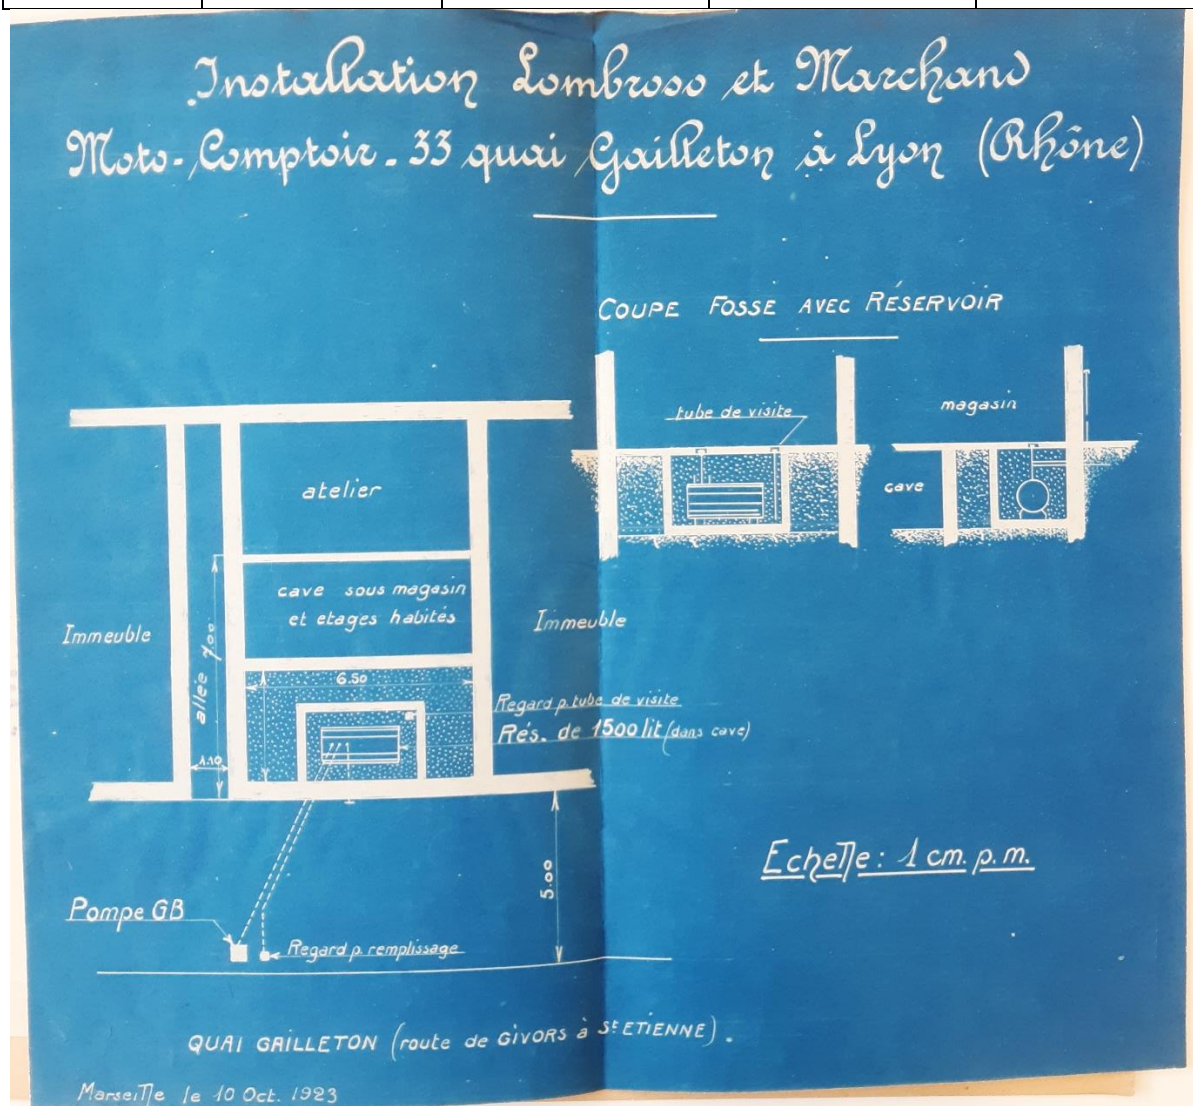 Installation Lombroso et Marchand
Moto-Comptoir. 33 quai Gailleton à Lyon (Rhône)
COUPE FOSSE AVEC RÉSERVOIR
tube de visite
magasin
cave
atelier
cave sous magasin
et etages habités
Immeuble
Immeuble
allée 7.00
6.50
1.10
Regard p. tube de visite
Rés. de 1500 lit (dans cave)
5.00
Echelle: 1 cm. p. m.
Pompe GB
Regard p. remplissage
QUAI GAILLETON (route de GIVORS à St ETIENNE).
Marseille le 10 Oct. 1923